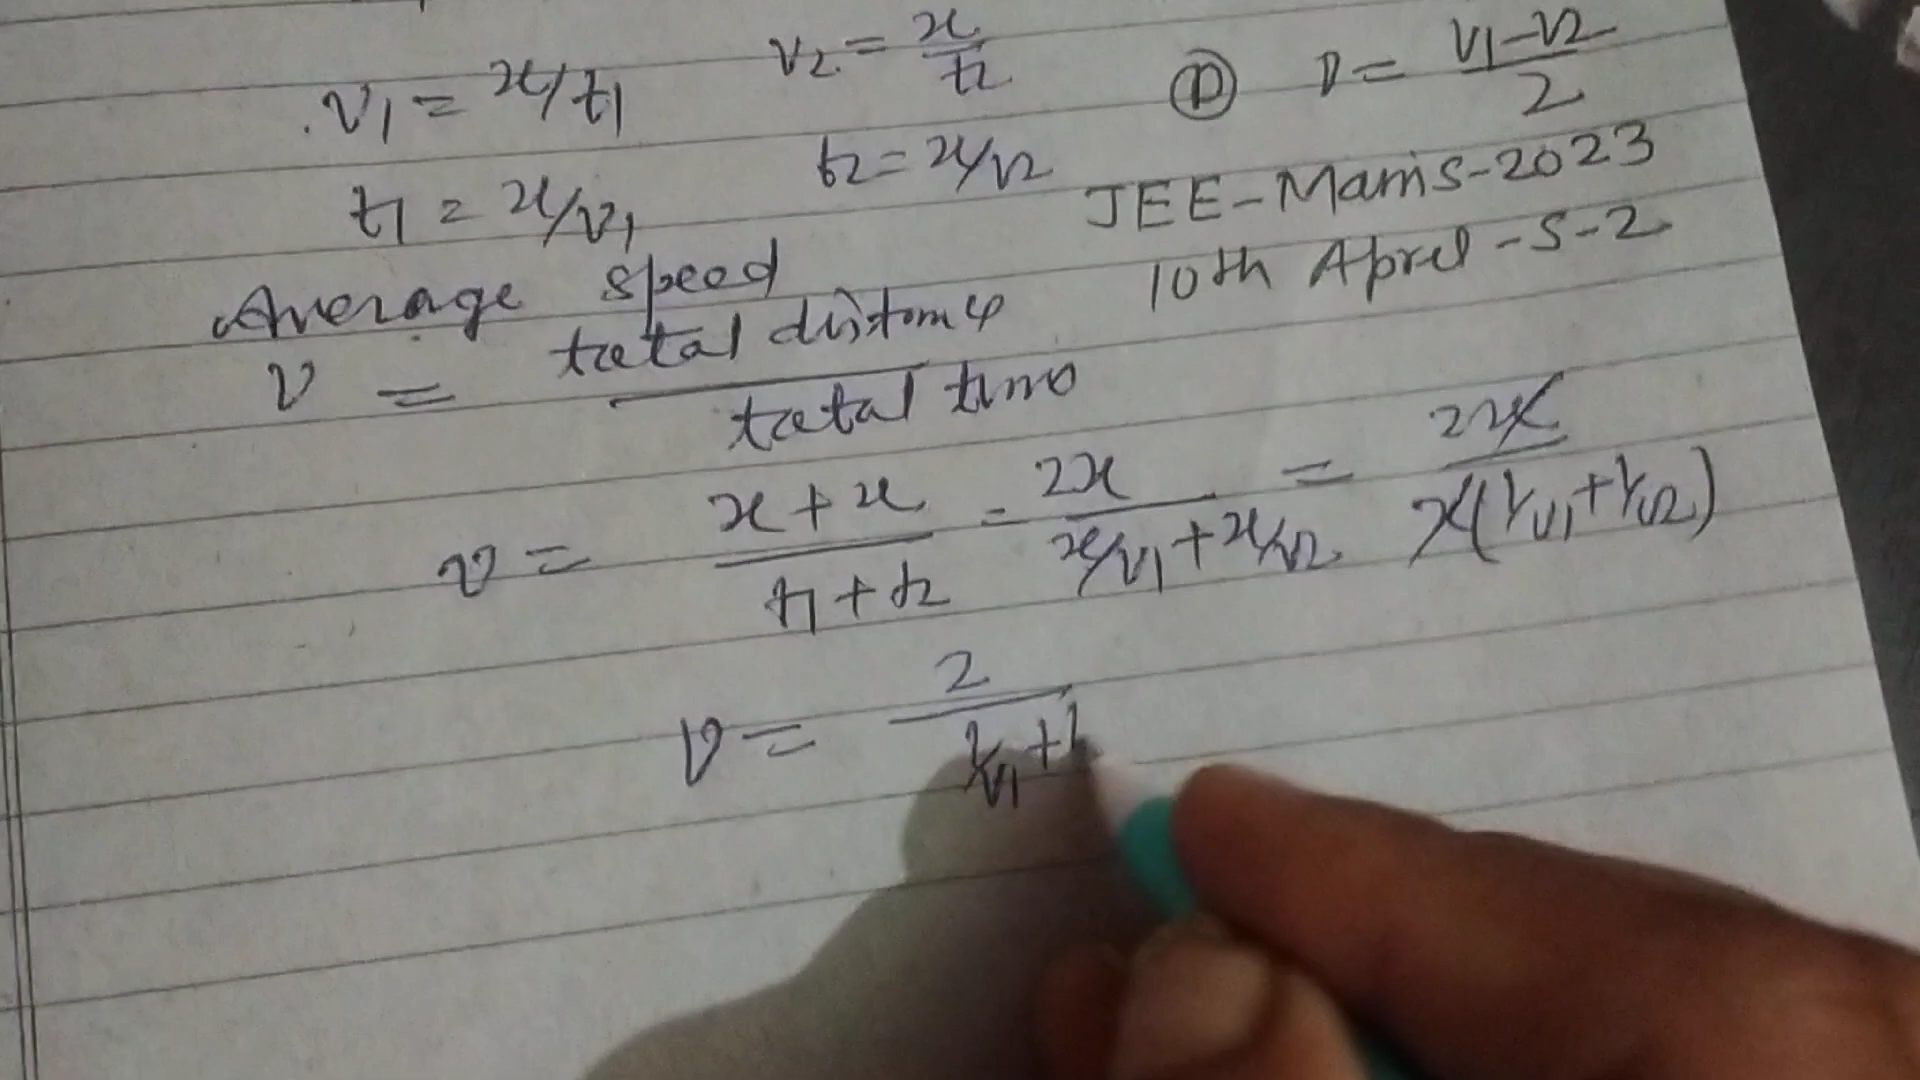 v1 = x/t1
v2 = x/t2
D v = v1-v2/2
t1 = x/v1
t2 = x/v2
JEE-Mains-2023
10th April-S-2
Average speed
v = total distance/total time
v = x+x/t1+t2 = 2x/x/v1+x/v2 = 2x/x(1/v1+1/v2)
v = 2/1/v1+1